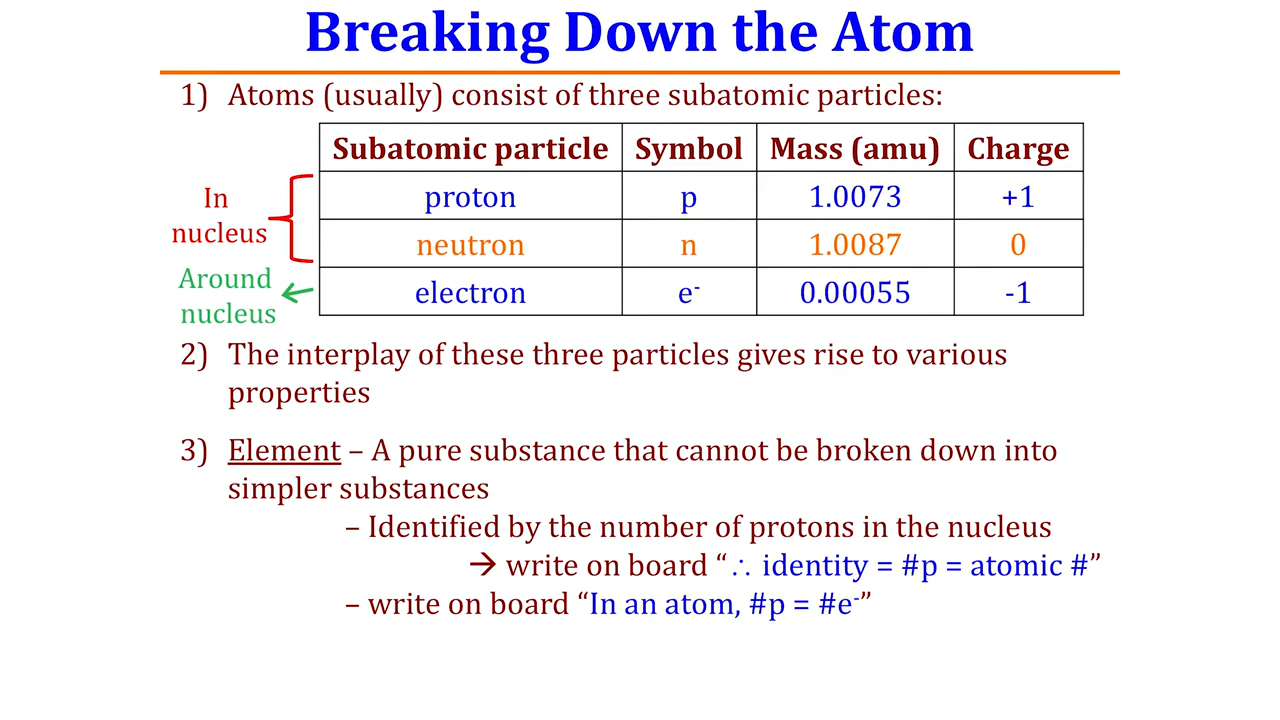 Breaking Down the Atom
1) Atoms (usually) consist of three subatomic particles:
Subatomic particle Symbol Mass (amu) Charge
In
nucleus
proton p 1.0073 +1
neutron n 1.0087 0
Around
nucleus
electron e- 0.00055 -1
2) The interplay of these three particles gives rise to various
properties
3) Element – A pure substance that cannot be broken down into
simpler substances
– Identified by the number of protons in the nucleus
→ write on board “∴ identity = #p = atomic #”
– write on board “In an atom, #p = #e-”